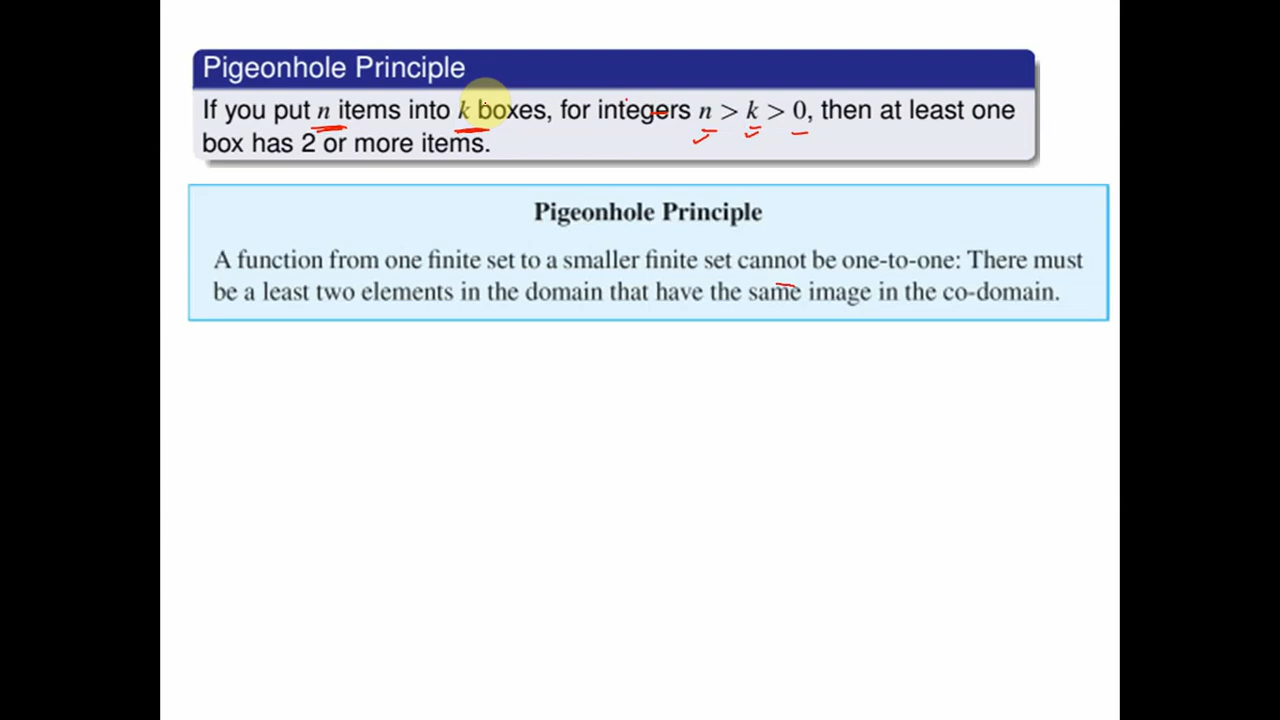 Pigeonhole Principle
If you put n items into k boxes, for integers n > k > 0, then at least one
box has 2 or more items.
Pigeonhole Principle
A function from one finite set to a smaller finite set cannot be one-to-one: There must
be a least two elements in the domain that have the same image in the co-domain.